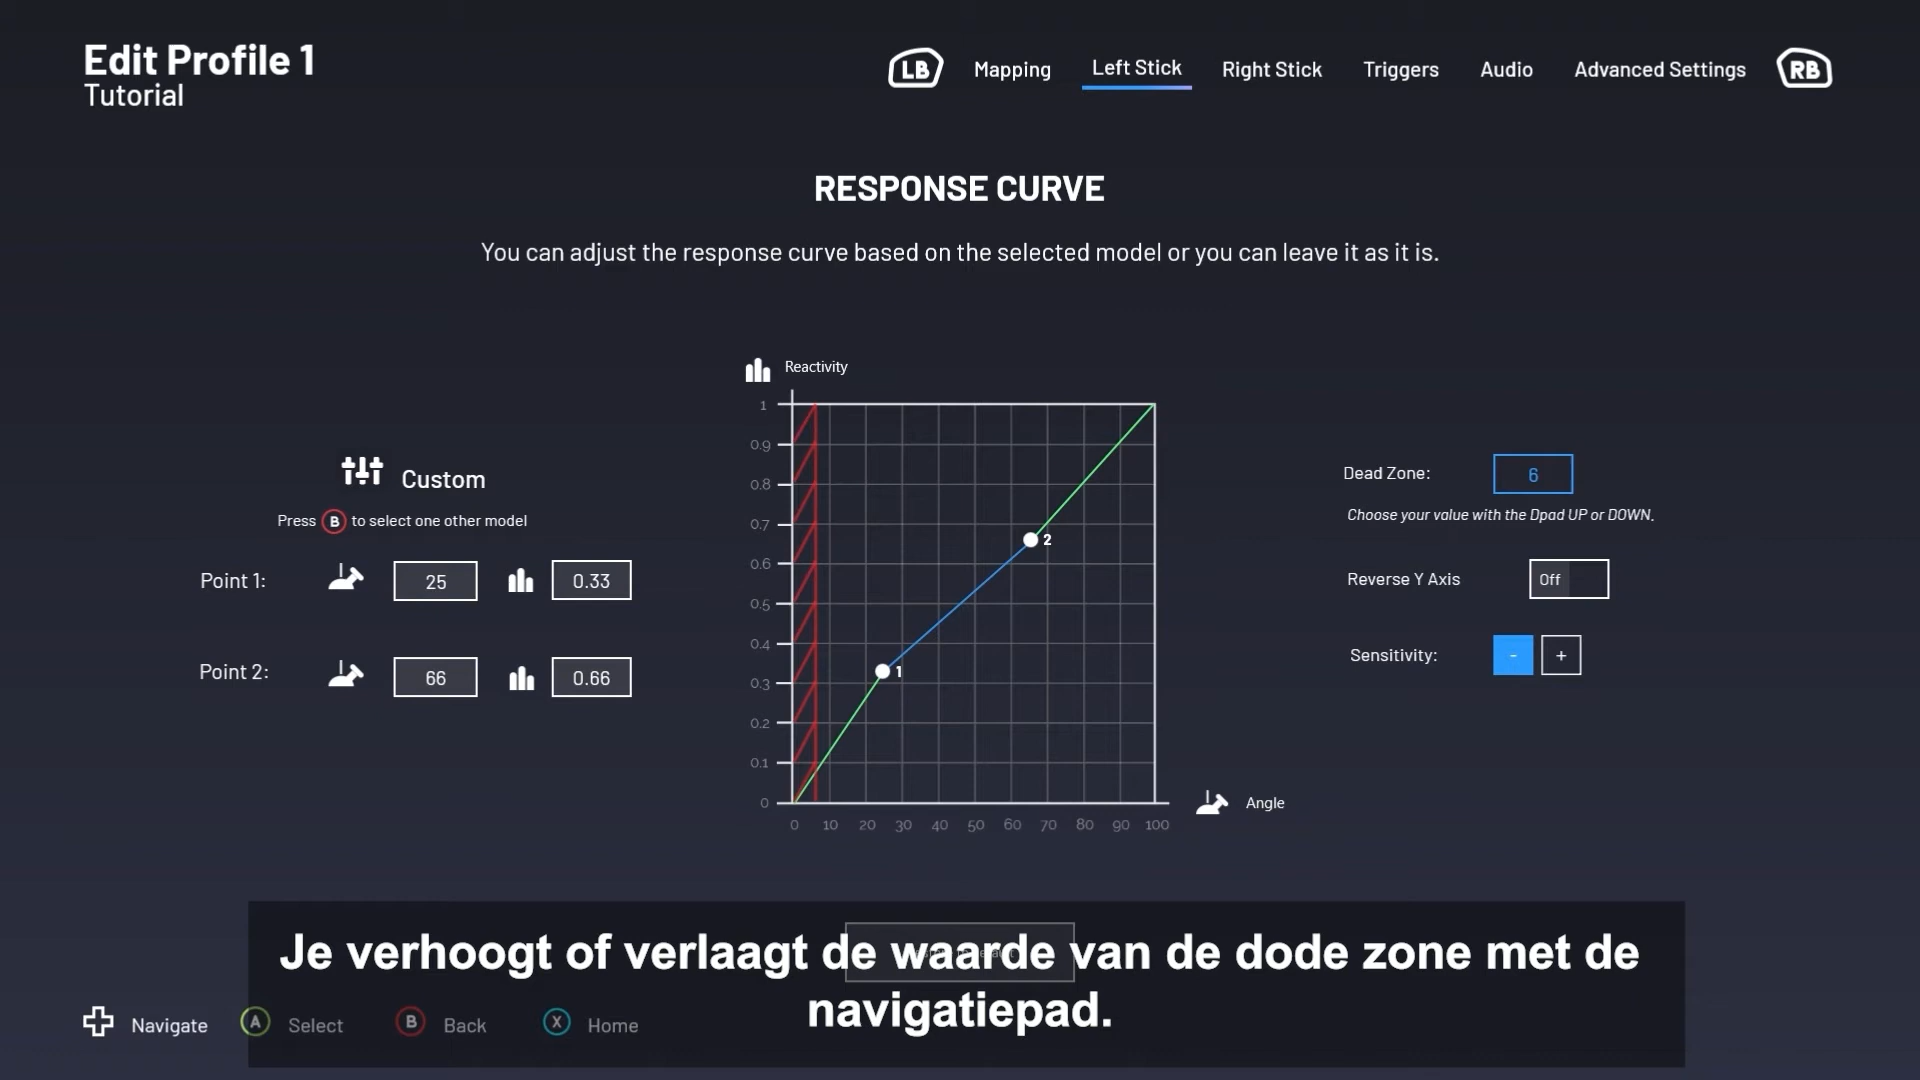 Edit Profile 1
Tutorial
LB Mapping Left Stick Right Stick Triggers Audio Advanced Settings RB
RESPONSE CURVE
You can adjust the response curve based on the selected model or you can leave it as it is.
Reactivity
1
0.9
0.8
0.7
0.6
0.5
0.4
0.3
0.2
0.1
0
0 10 20 30 40 50 60 70 80 90 100
Angle
2
1
Custom
Press B to select one other model
Point 1: 25 0.33
Point 2: 66 0.66
Dead Zone: 6
Choose your value with the Dpad UP or DOWN.
Reverse Y Axis Off
Sensitivity: - +
Je verhoogt of verlaagt de waarde van de dode zone met de
navigatiepad.
Navigate A Select B Back X Home